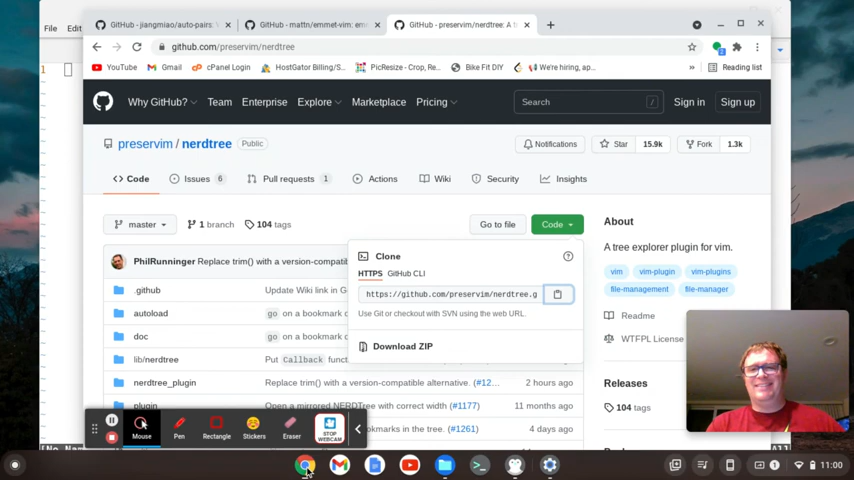 GitHub - jiangmiao/auto-pairs: V
GitHub - mattn/emmet-vim: emm
GitHub - preservim/nerdtree: A t
File
Edit
github.com/preservim/nerdtree
YouTube
Gmail
cPanel Login
HostGator Billing/S...
PicResize - Crop, Re...
Bike Fit DIY
We're hiring, ap...
»
Reading list
1
Why GitHub?
Team
Enterprise
Explore
Marketplace
Pricing
Search
/
Sign in
Sign up
preservim / nerdtree
Public
Notifications
Star
15.9k
Fork
1.3k
Code
Issues 6
Pull requests 1
Actions
Wiki
Security
Insights
master
1 branch
104 tags
Go to file
Code
About
A tree explorer plugin for vim.
vim
vim-plugin
vim-plugins
file-management
file-manager
Readme
WTFPL License
Releases
104 tags
Clone
HTTPS
GitHub CLI
https://github.com/preservim/nerdtree.g
Use Git or checkout with SVN using the web URL.
Download ZIP
PhilRunninger Replace trim() with a version-compatib
.github
Update Wiki link in G
autoload
go on a bookmark o
doc
go on a bookmark o
lib/nerdtree
Put Callback func
nerdtree_plugin
Replace trim() with a version-compatible alternative. (#12...
2 hours ago
plugin
Open a mirrored NERDTree with correct width (#1177)
11 months ago
okmarks in the tree. (#1261)
4 days ago
Mouse
Pen
Rectangle
Stickers
Eraser
STOP WEBCAM
[No Nam
All
1
11:00